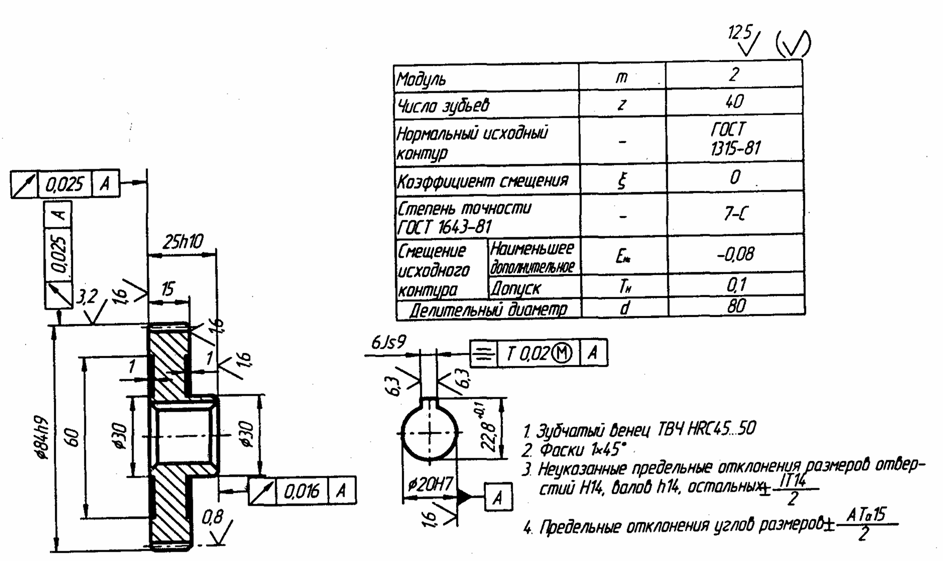 12.5
Модуль m 2
Число зубьев z 40
Нормальный исходный
контур – ГОСТ
1315-81
Коэффициент смещения ξ 0
Степень точности
ГОСТ 1643-81 – 7-С
Смещение
исходного
контура
Наименьшее
дополнительное
-0,08
Допуск Tн 0,1
Делительный диаметр d 80
0,025 А
0,025 А
25h10
3,2
1,6
15
1,6
1
1
1,6
ø84h9
60
ø30
ø30
0,016 А
0,8
6Js9
T 0,02 М А
6,3
6,3
22,8+0,1
ø20H7
А
1,6
1. Зубчатый венец ТВЧ HRC45...50
2. Фаски 1×45°
3. Неуказанные предельные отклонения размеров отвер-
стий H14, валов h14, остальных± IT14
2
4. Предельные отклонения углов размеров± ATα15
2